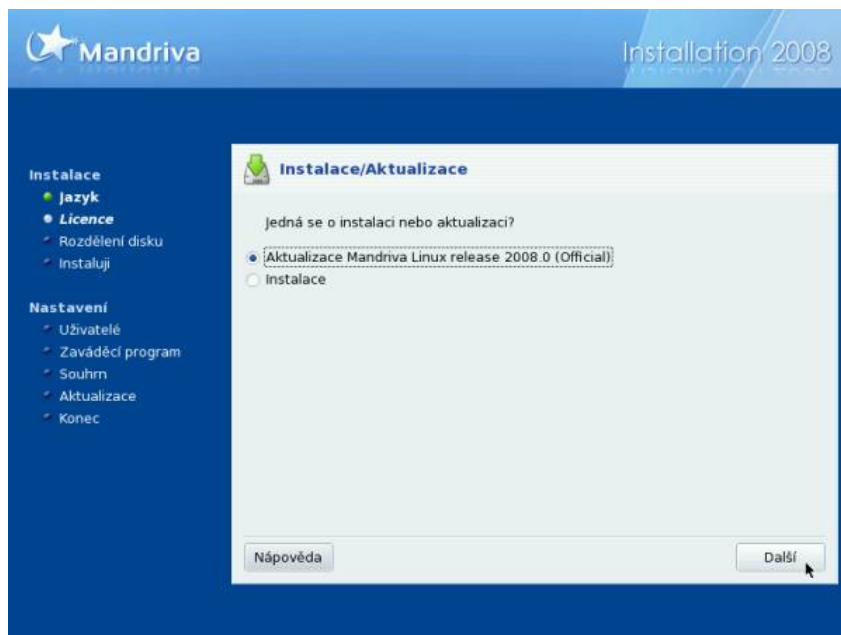 Mandriva
Installation 2008
Instalace
Jazyk
Licence
Rozdělení disku
Instaluji
Nastavení
Uživatelé
Zaváděcí program
Souhrn
Aktualizace
Konec
Instalace/Aktualizace
Jedná se o instalaci nebo aktualizaci?
Aktualizace Mandriva Linux release 2008.0 (Official)
Instalace
Nápověda
Další